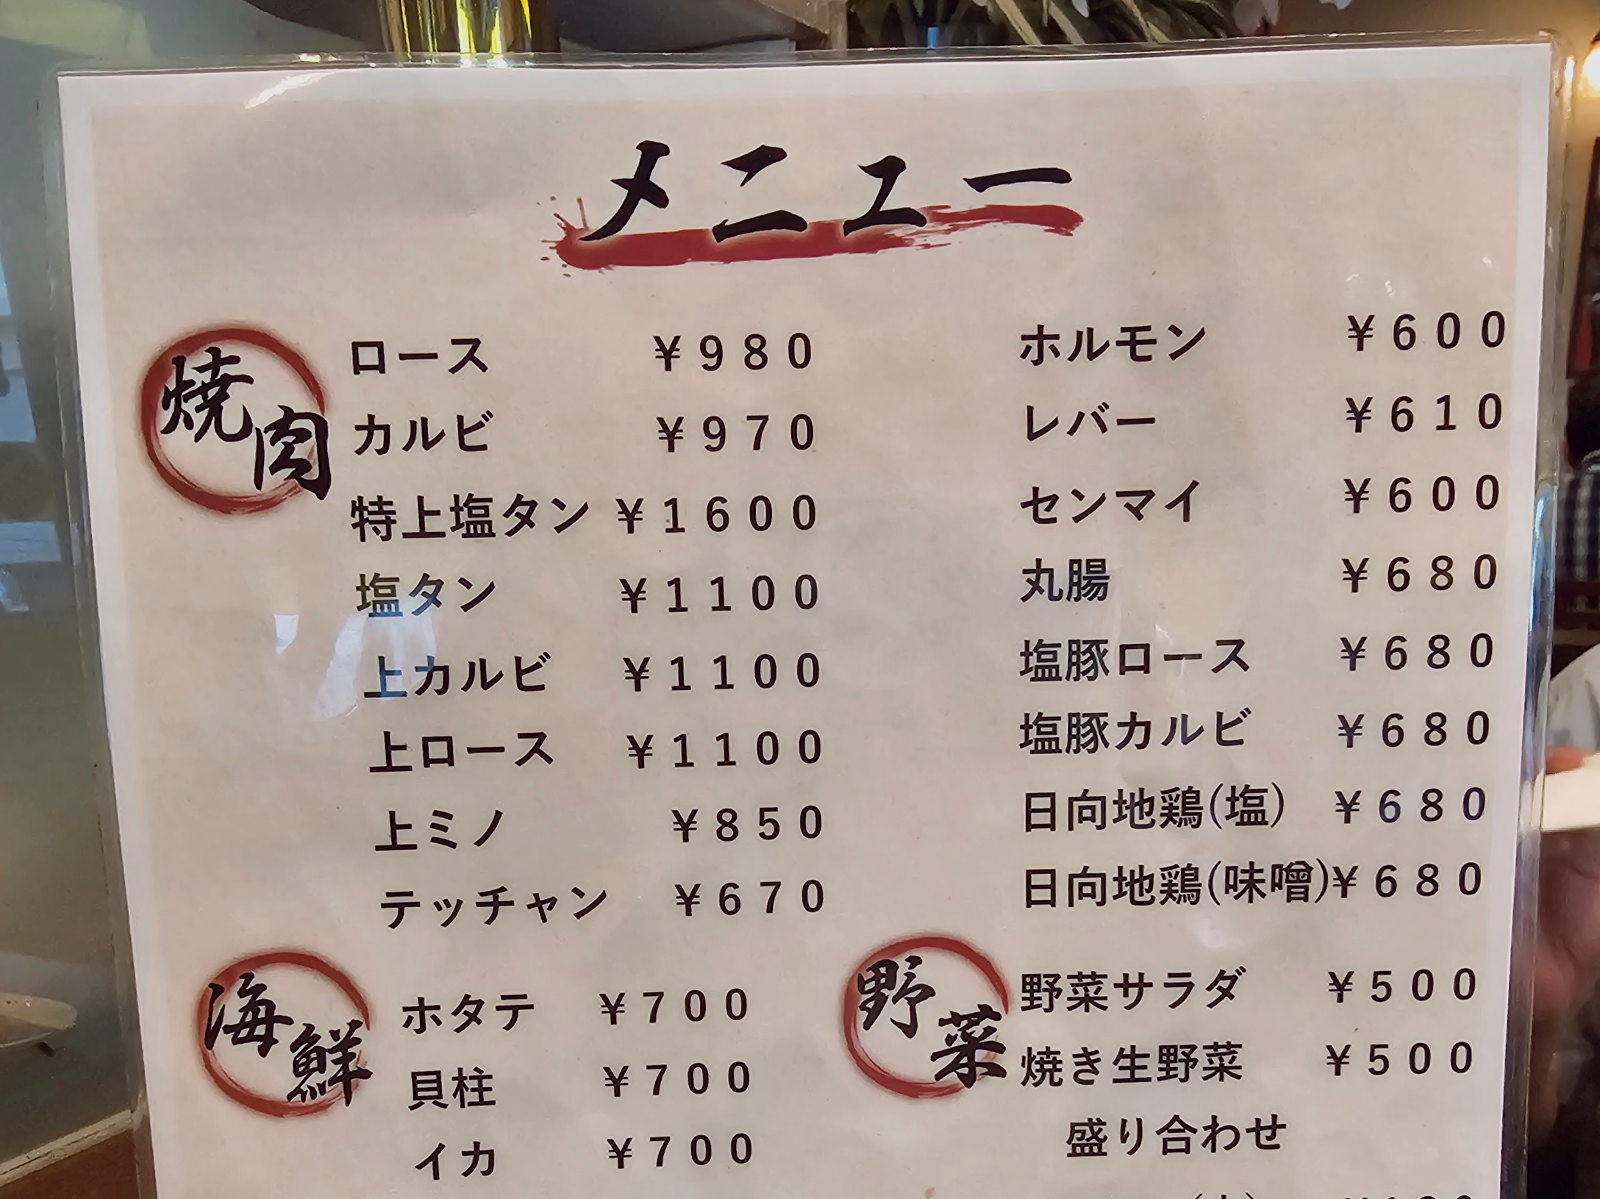 メニュー
焼肉
ロース ¥980
カルビ ¥970
特上塩タン ¥1600
塩タン ¥1100
上カルビ ¥1100
上ロース ¥1100
上ミノ ¥850
テッチャン ¥670
ホルモン ¥600
レバー ¥610
センマイ ¥600
丸腸 ¥680
塩豚ロース ¥680
塩豚カルビ ¥680
日向地鶏(塩) ¥680
日向地鶏(味噌)¥680
海鮮
ホタテ ¥700
貝柱 ¥700
イカ ¥700
野菜
野菜サラダ ¥500
焼き生野菜 ¥500
盛り合わせ